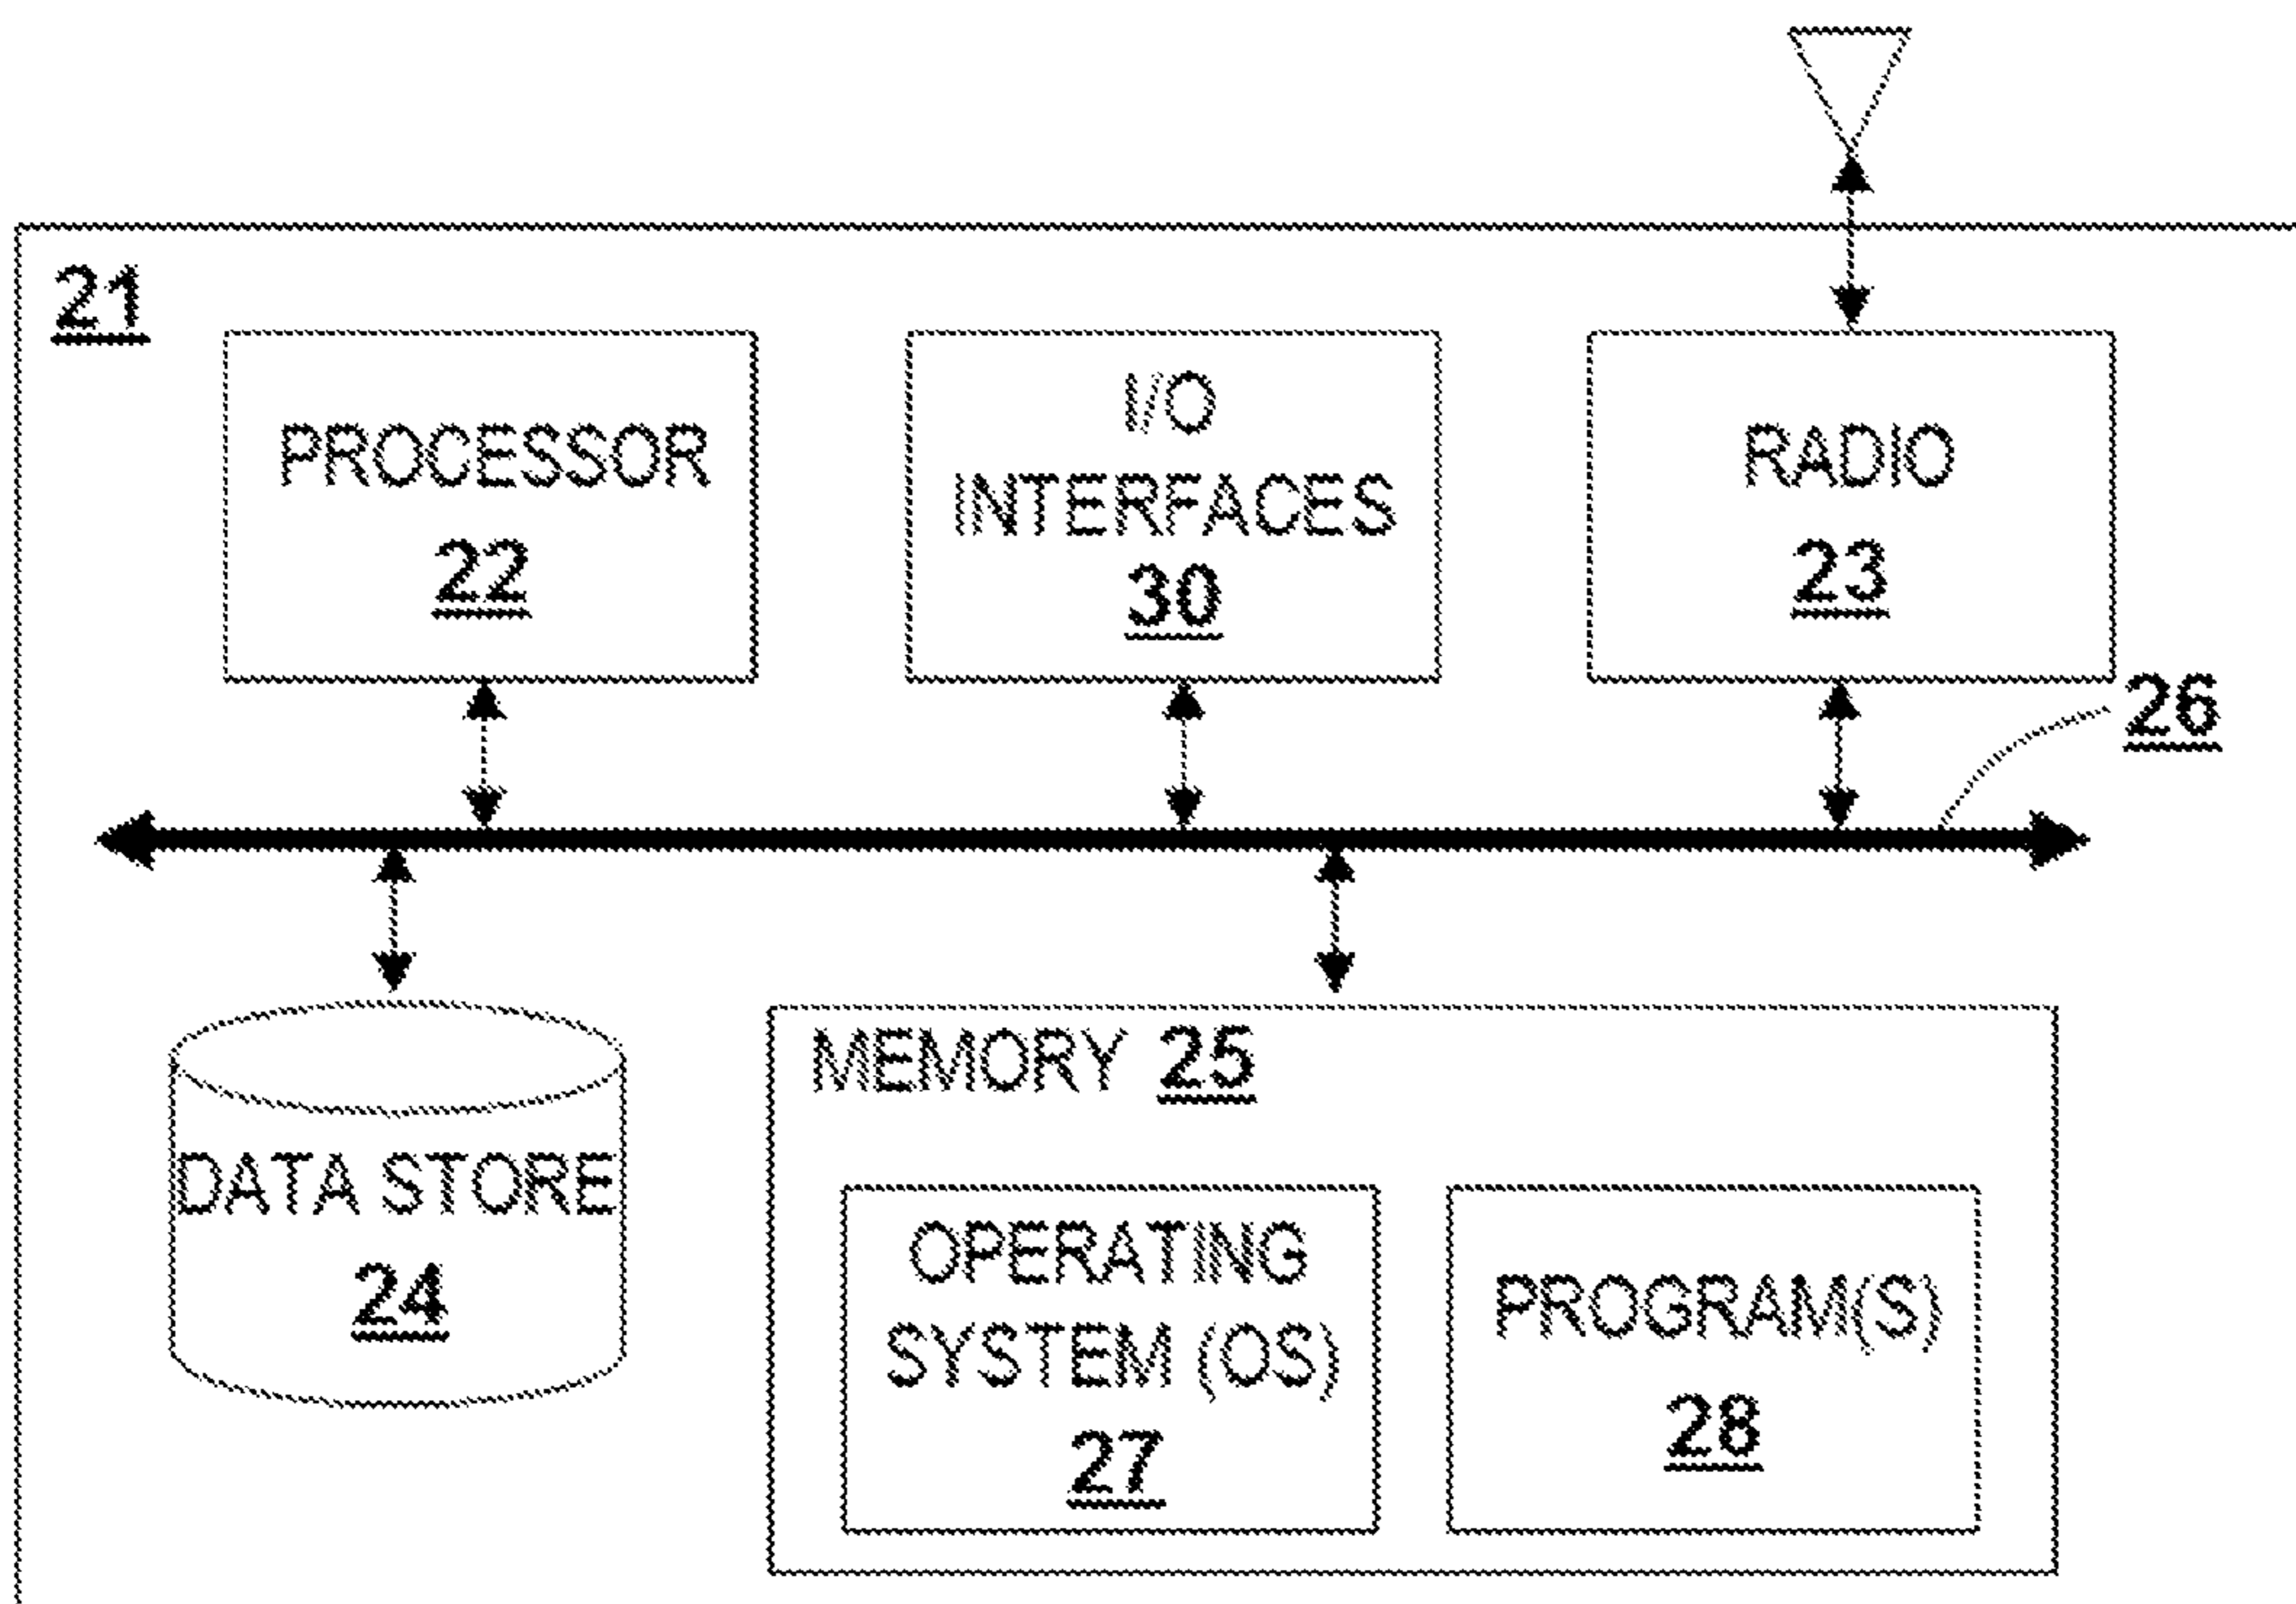 21
PROCESSOR
22
I/O
INTERFACES
30
RADIO
23
26
DATA STORE
24
MEMORY 25
OPERATING
SYSTEM (OS)
27
PROGRAM(S)
28